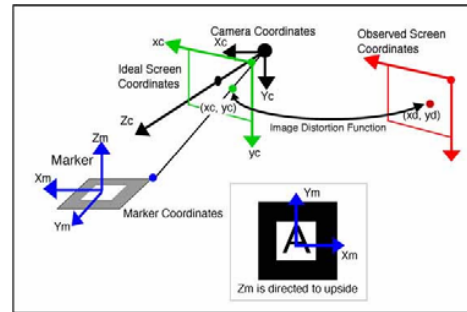 Camera Coordinates
Xc
xc
Ideal Screen
Coordinates
Observed Screen
Coordinates
Yc
(xc, yc)
(xd, yd)
Image Distortion Function
Zc
yc
Zm
Marker
Xm
Ym
Marker Coordinates
Ym
A
Xm
Zm is directed to upside